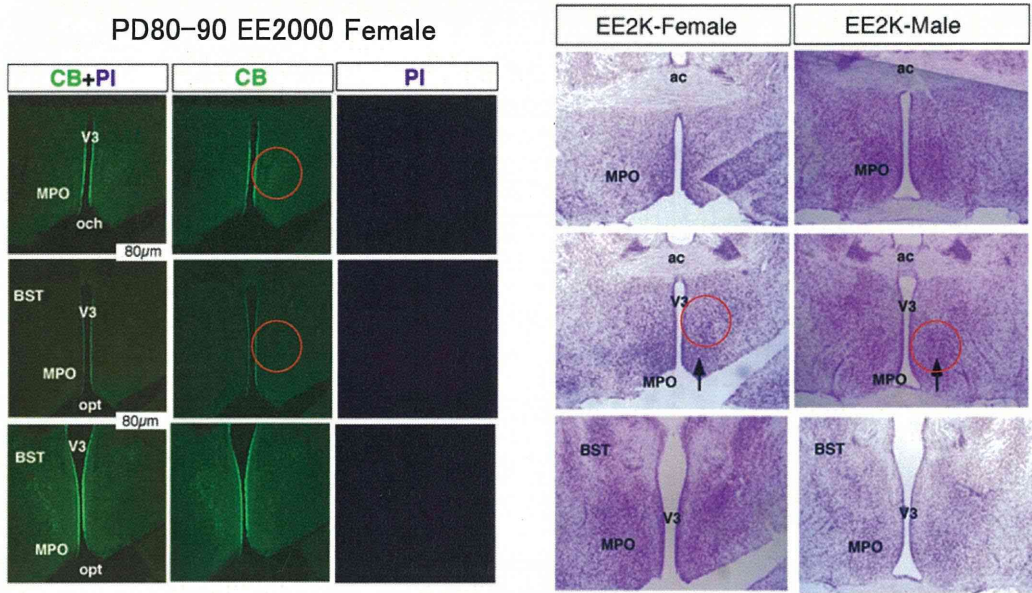 PD80-90 EE2000 Female
CB+PI
CB
PI
V3
MPO
och
80µm
BST
V3
MPO
opt
80µm
V3
BST
MPO
opt
EE2K-Female
EE2K-Male
ac
MPO
ac
MPO
ac
V3
MPO
ac
V3
MPO
BST
V3
MPO
BST
V3
MPO